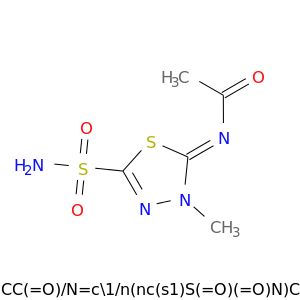 H3C
O
O
S
N
H2N
S
N
N
O
CH3
CC(=O)/N=c\1/n(nc(s1)S(=O)(=O)N)C